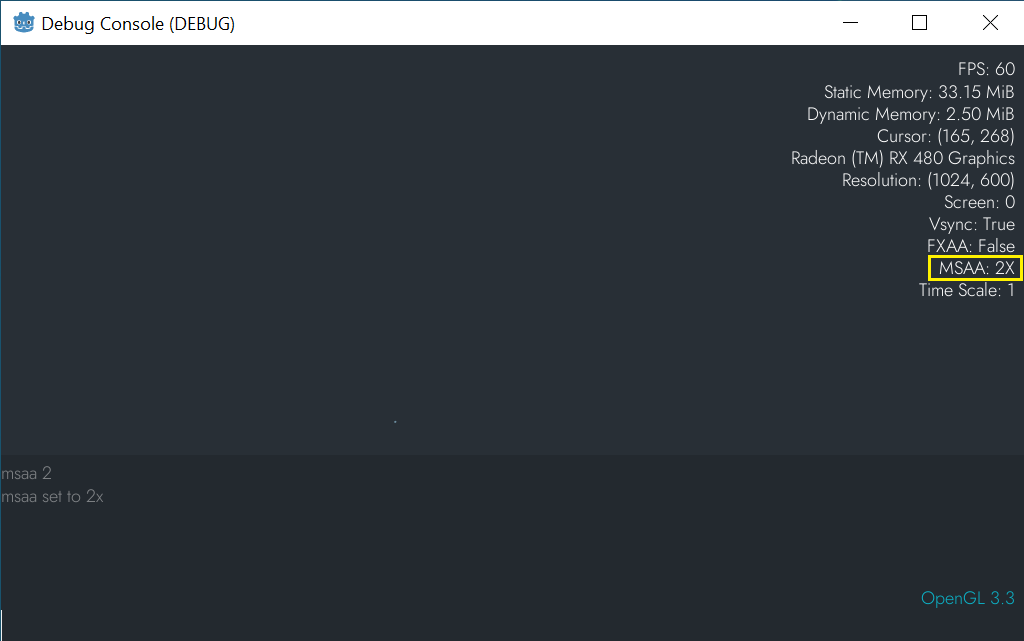 Debug Console (DEBUG)
FPS: 60
Static Memory: 33.15 MiB
Dynamic Memory: 2.50 MiB
Cursor: (165, 268)
Radeon (TM) RX 480 Graphics
Resolution: (1024, 600)
Screen: 0
Vsync: True
FXAA: False
MSAA: 2X
Time Scale: 1
msaa 2
msaa set to 2x
OpenGL 3.3